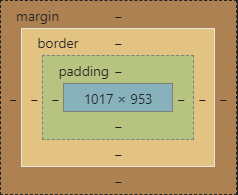 margin –
border –
padding –
– – – 1017 × 953 – – –
–
–
–